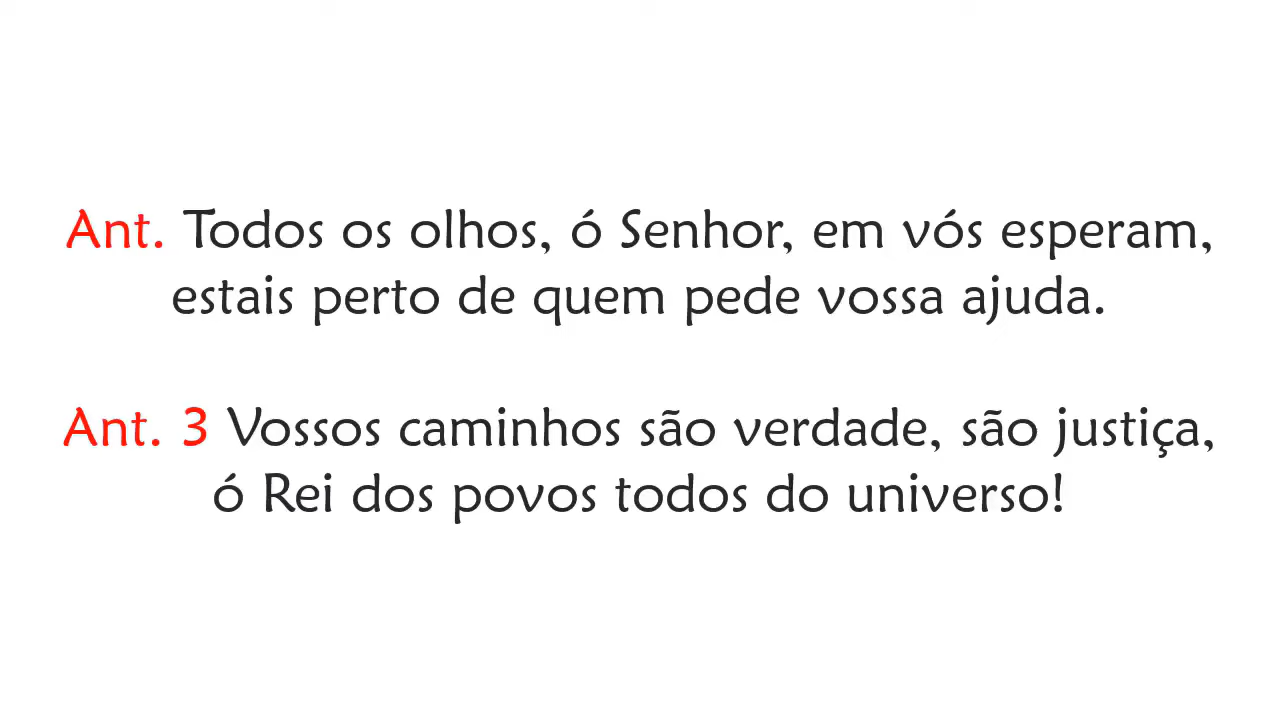 Ant. Todos os olhos, ó Senhor, em vós esperam,
estais perto de quem pede vossa ajuda.
Ant. 3 Vossos caminhos são verdade, são justiça,
ó Rei dos povos todos do universo!